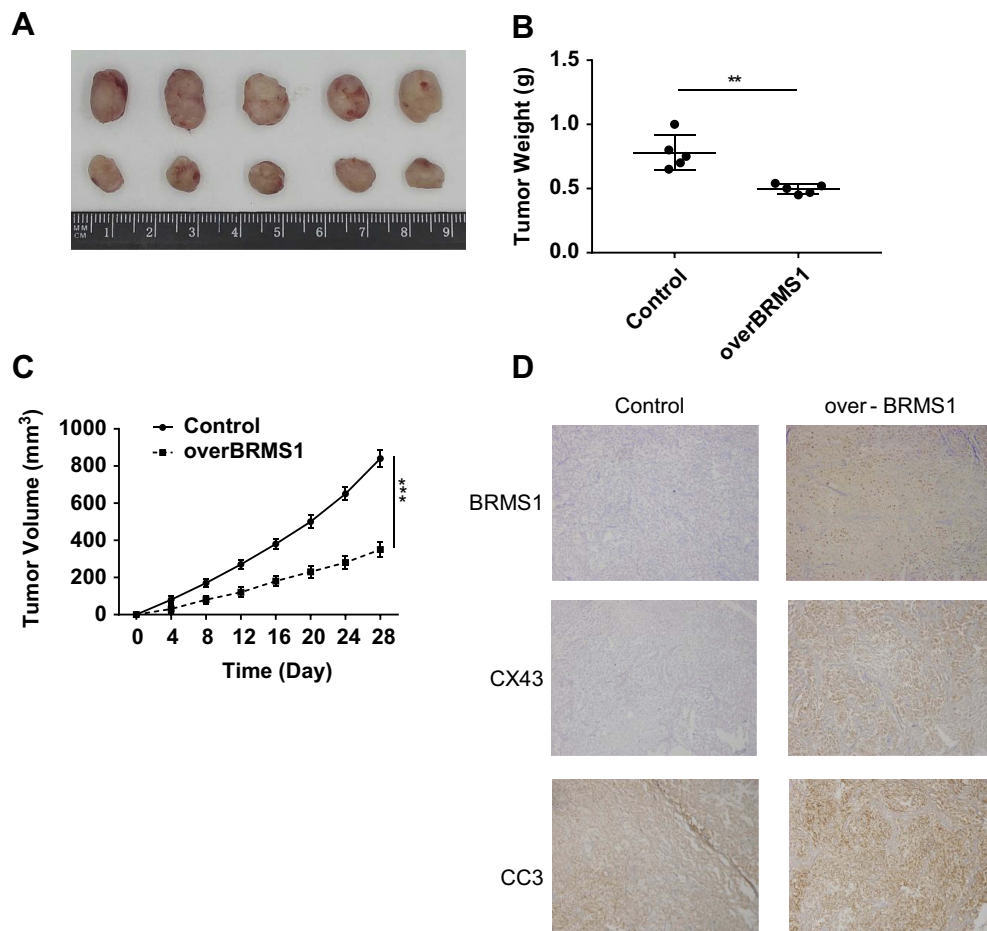 A
MM
CM
1 2 3 4 5 6 7 8 9
B
Tumor Weight (g)
1.5
1.0
0.5
0.0
**
Control
overBRMS1
C
Tumor Volume (mm³)
1000
800
600
400
200
0
Control
overBRMS1
***
0 4 8 12 16 20 24 28
Time (Day)
D
Control over - BRMS1
BRMS1
CX43
CC3